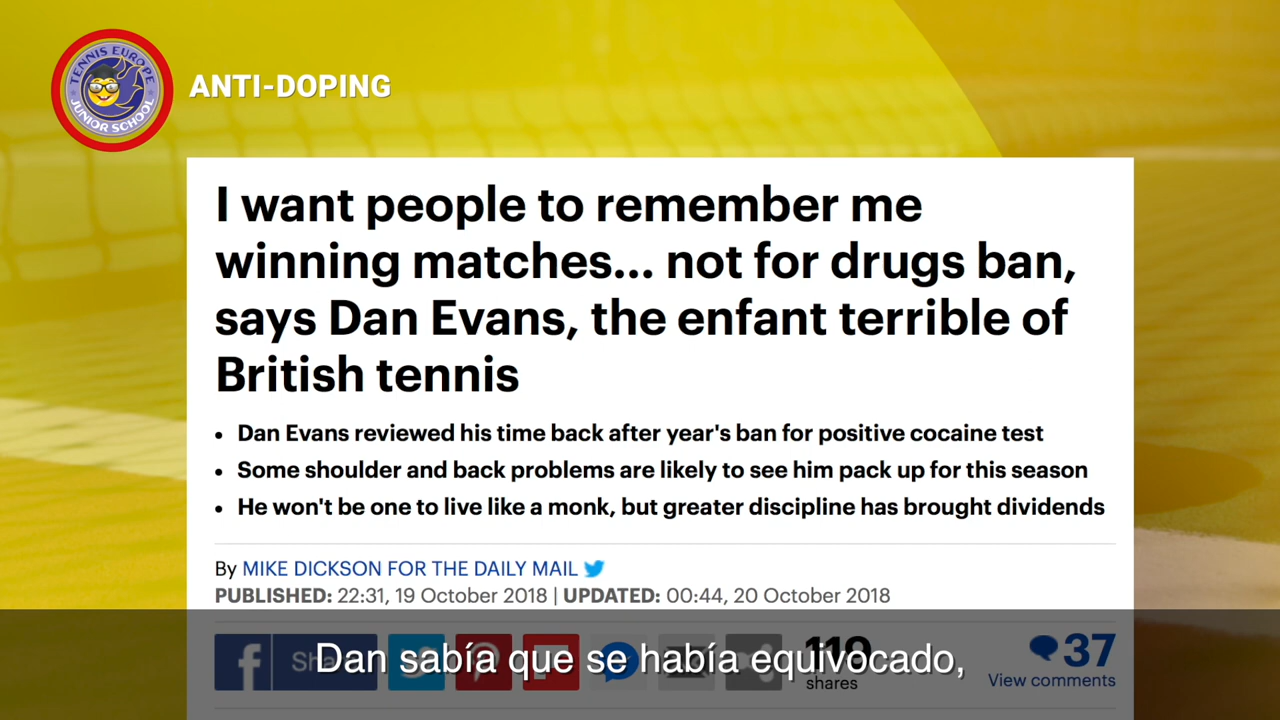 TENNIS EUROPE
JUNIOR SCHOOL
ANTI-DOPING
I want people to remember me
winning matches... not for drugs ban,
says Dan Evans, the enfant terrible of
British tennis
• Dan Evans reviewed his time back after year's ban for positive cocaine test
• Some shoulder and back problems are likely to see him pack up for this season
• He won't be one to live like a monk, but greater discipline has brought dividends
By MIKE DICKSON FOR THE DAILY MAIL
PUBLISHED: 22:31, 19 October 2018 | UPDATED: 00:44, 20 October 2018
Dan sabía que se había equivocado,
119
shares
37
View comments